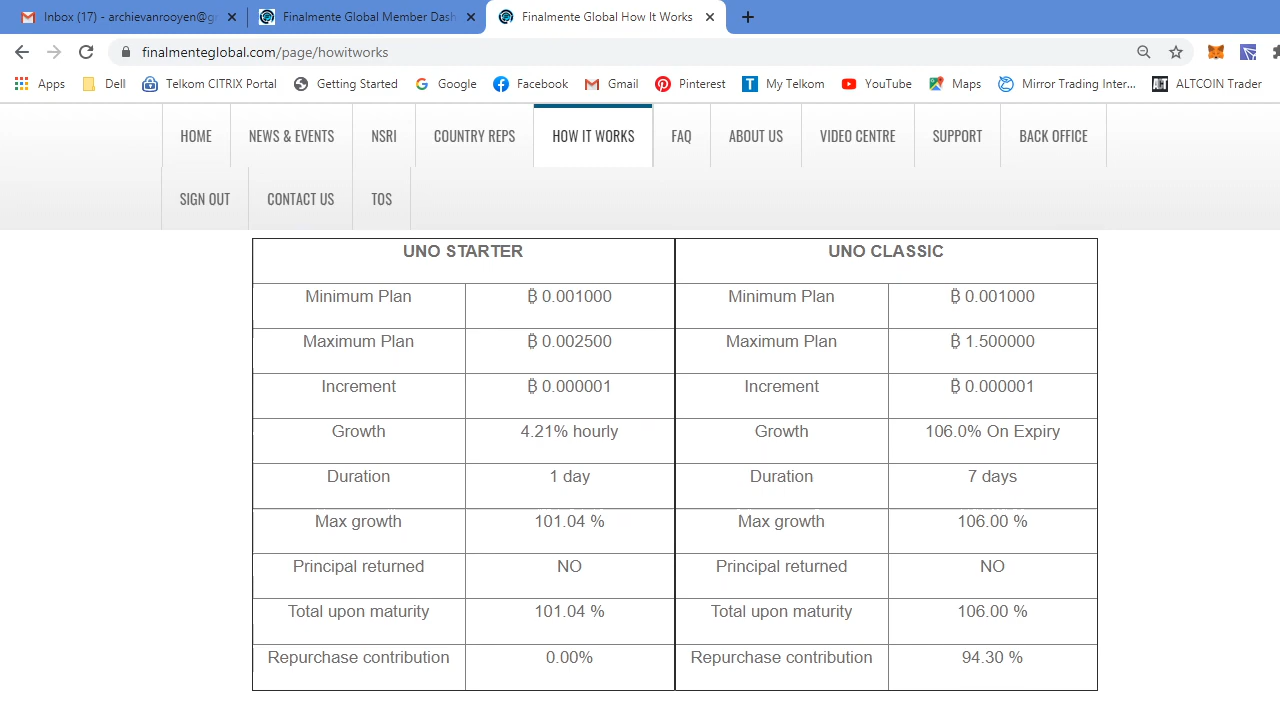 Inbox (17) - archievanrooyen@g
Finalmente Global Member Dash
Finalmente Global How It Works
finalmenteglobal.com/page/howitworks
Apps Dell Telkom CITRIX Portal Getting Started Google Facebook Gmail Pinterest My Telkom YouTube Maps Mirror Trading Inter... ALTCOIN Trader
HOME NEWS & EVENTS NSRI COUNTRY REPS HOW IT WORKS FAQ ABOUT US VIDEO CENTRE SUPPORT BACK OFFICE
SIGN OUT CONTACT US TOS
UNO STARTER UNO CLASSIC
Minimum Plan ₿ 0.001000 Minimum Plan ₿ 0.001000
Maximum Plan ₿ 0.002500 Maximum Plan ₿ 1.500000
Increment ₿ 0.000001 Increment ₿ 0.000001
Growth 4.21% hourly Growth 106.0% On Expiry
Duration 1 day Duration 7 days
Max growth 101.04 % Max growth 106.00 %
Principal returned NO Principal returned NO
Total upon maturity 101.04 % Total upon maturity 106.00 %
Repurchase contribution 0.00% Repurchase contribution 94.30 %